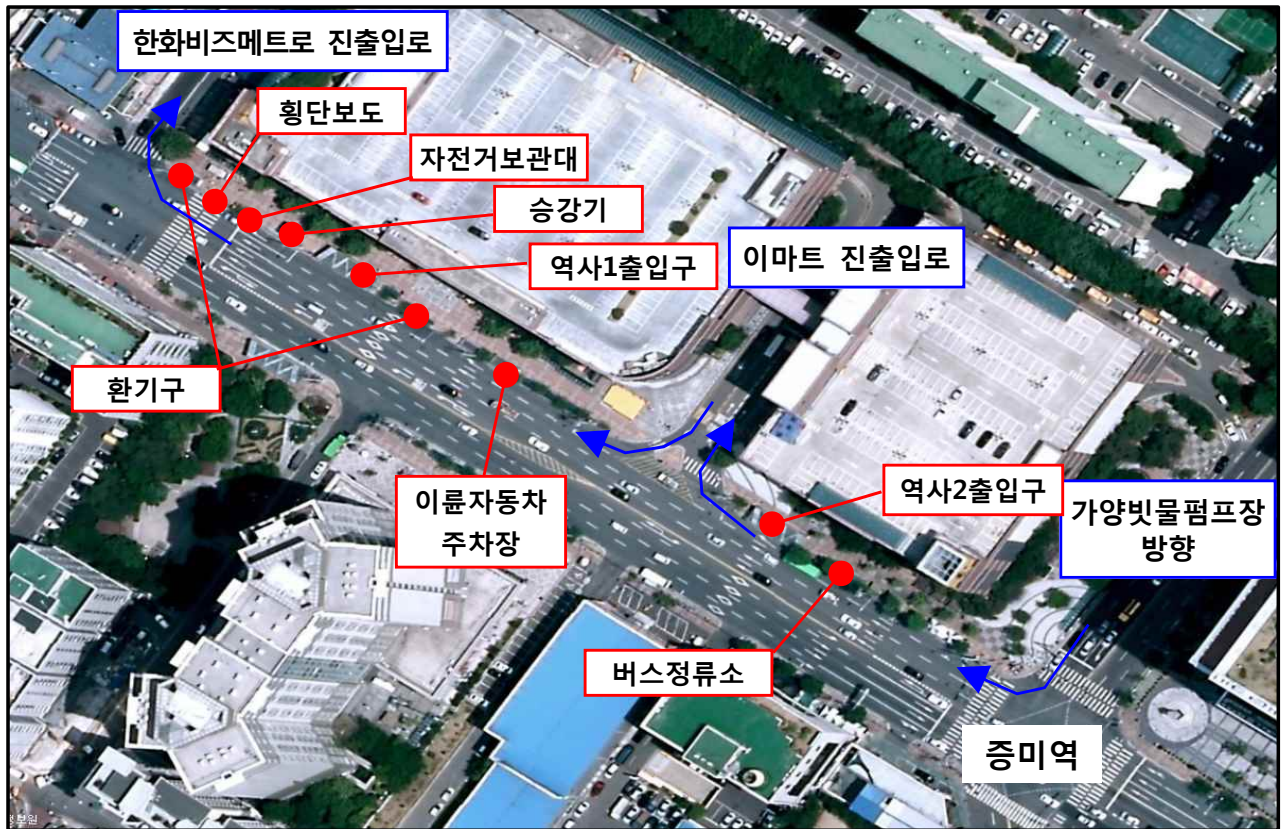 한화비즈메트로 진출입로
횡단보도
자전거보관대
승강기
역사1출입구
이마트 진출입로
환기구
이륜자동차
주차장
역사2출입구
가양빗물펌프장
방향
버스정류소
증미역